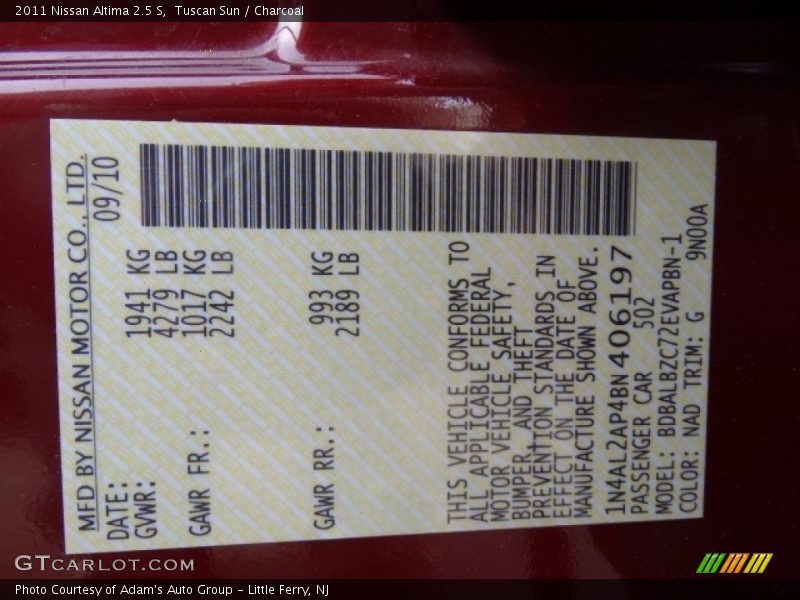 2011 Nissan Altima 2.5 S,  Tuscan Sun / Charcoal
MFD BY NISSAN MOTOR CO., LTD.
DATE: 09/10
GVWR: 1941 KG
4279 LB
GAWR FR.: 1017 KG
2242 LB
GAWR RR.: 993 KG
2189 LB
THIS VEHICLE CONFORMS TO
ALL APPLICABLE FEDERAL
MOTOR VEHICLE SAFETY,
BUMPER, AND THEFT
PREVENTION STANDARDS IN
EFFECT ON THE DATE OF
MANUFACTURE SHOWN ABOVE.
1N4AL2AP4BN406197
PASSENGER CAR 502
MODEL: BDBALBZC72EVAPBN-1
COLOR: NAD TRIM: G 9N00A
GTCARLOT.COM
Photo Courtesy of Adam's Auto Group - Little Ferry, NJ